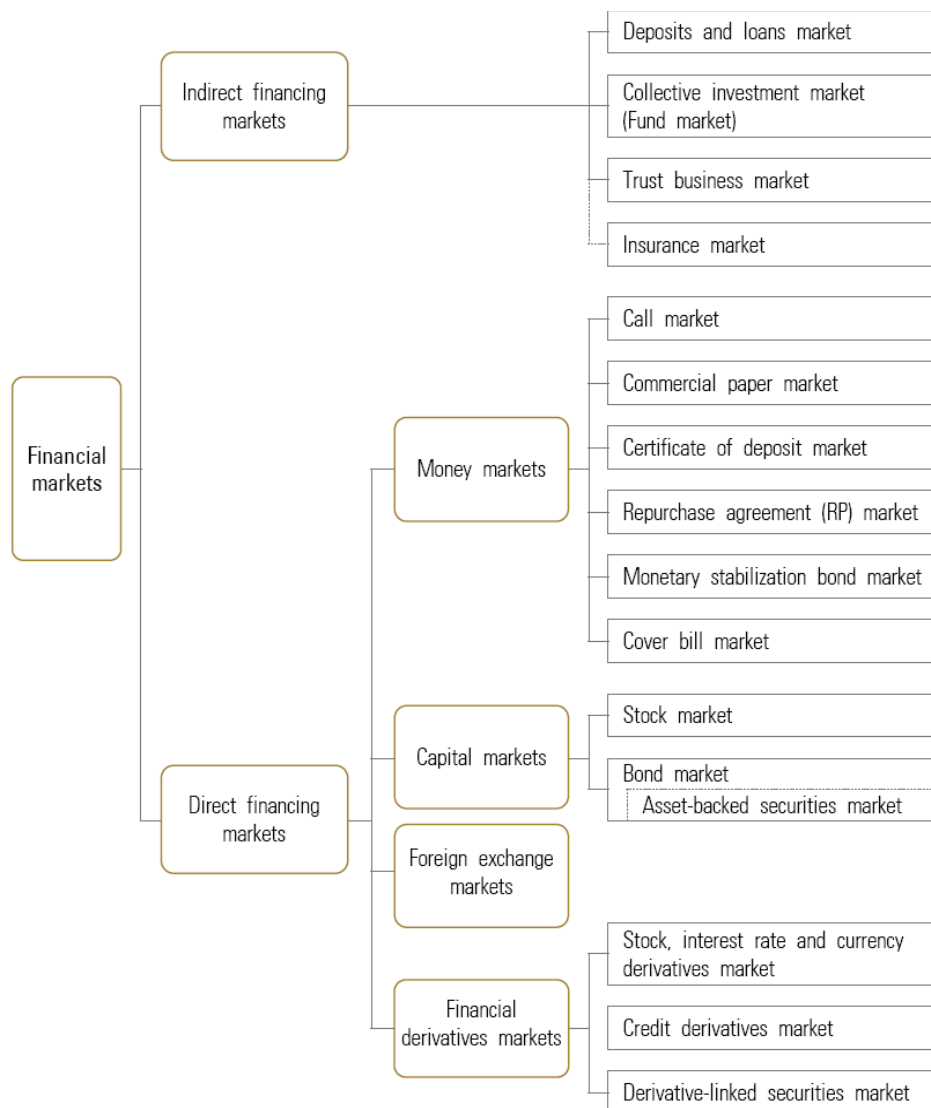 Financial
markets
Indirect financing
markets
Deposits and loans market
Collective investment market
(Fund market)
Trust business market
Insurance market
Direct financing
markets
Money markets
Call market
Commercial paper market
Certificate of deposit market
Repurchase agreement (RP) market
Monetary stabilization bond market
Cover bill market
Capital markets
Stock market
Bond market
Asset-backed securities market
Foreign exchange
markets
Financial
derivatives markets
Stock, interest rate and currency
derivatives market
Credit derivatives market
Derivative-linked securities market